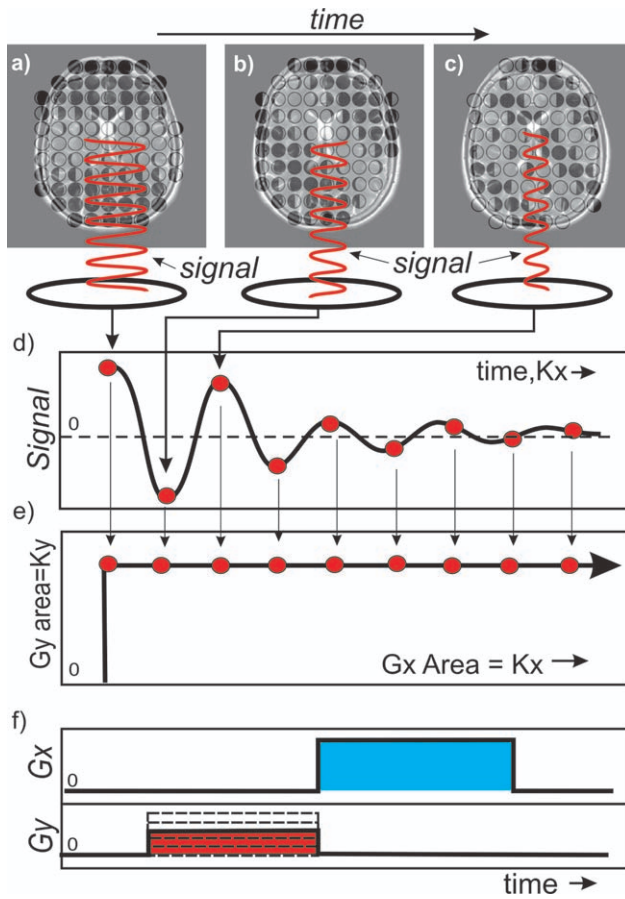 time
a)
b)
c)
signal
signal
d)
time,Kx
Signal
0
e)
Gy area=Ky
0
Gx Area = Kx
f)
Gx
0
Gy
0
time